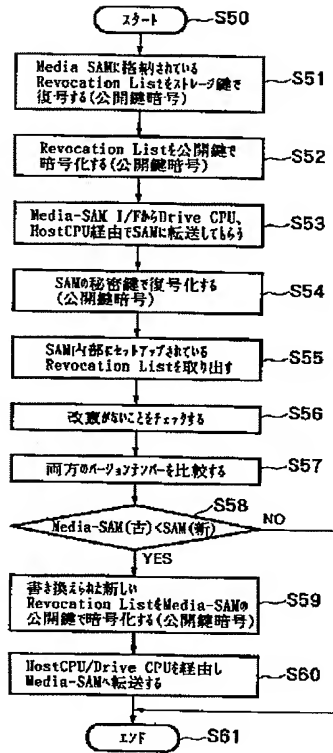 スタート
S50
Media SAMに格納されている
Revocation Listをストレージ鍵で
復号する(公開鍵暗号)
S51
Revocation Listを公開鍵で
暗号化する(公開鍵暗号)
S52
Media-SAM I/FからDrive CPU、
HostCPU経由でSAMに転送してもらう
S53
SAMの秘密鍵で復号化する
(公開鍵暗号)
S54
SAM内部にセットアップされている
Revocation Listを取り出す
S55
改竄がないことをチェックする
S56
両方のバージョンナンバーを比較する
S57
Media-SAM(古)<SAM(新)
S58
NO
YES
書き換えられた新しい
Revocation ListをMedia-SAMの
公開鍵で暗号化する(公開鍵暗号)
S59
HostCPU/Drive CPUを経由し
Media-SAMへ転送する
S60
エンド
S61